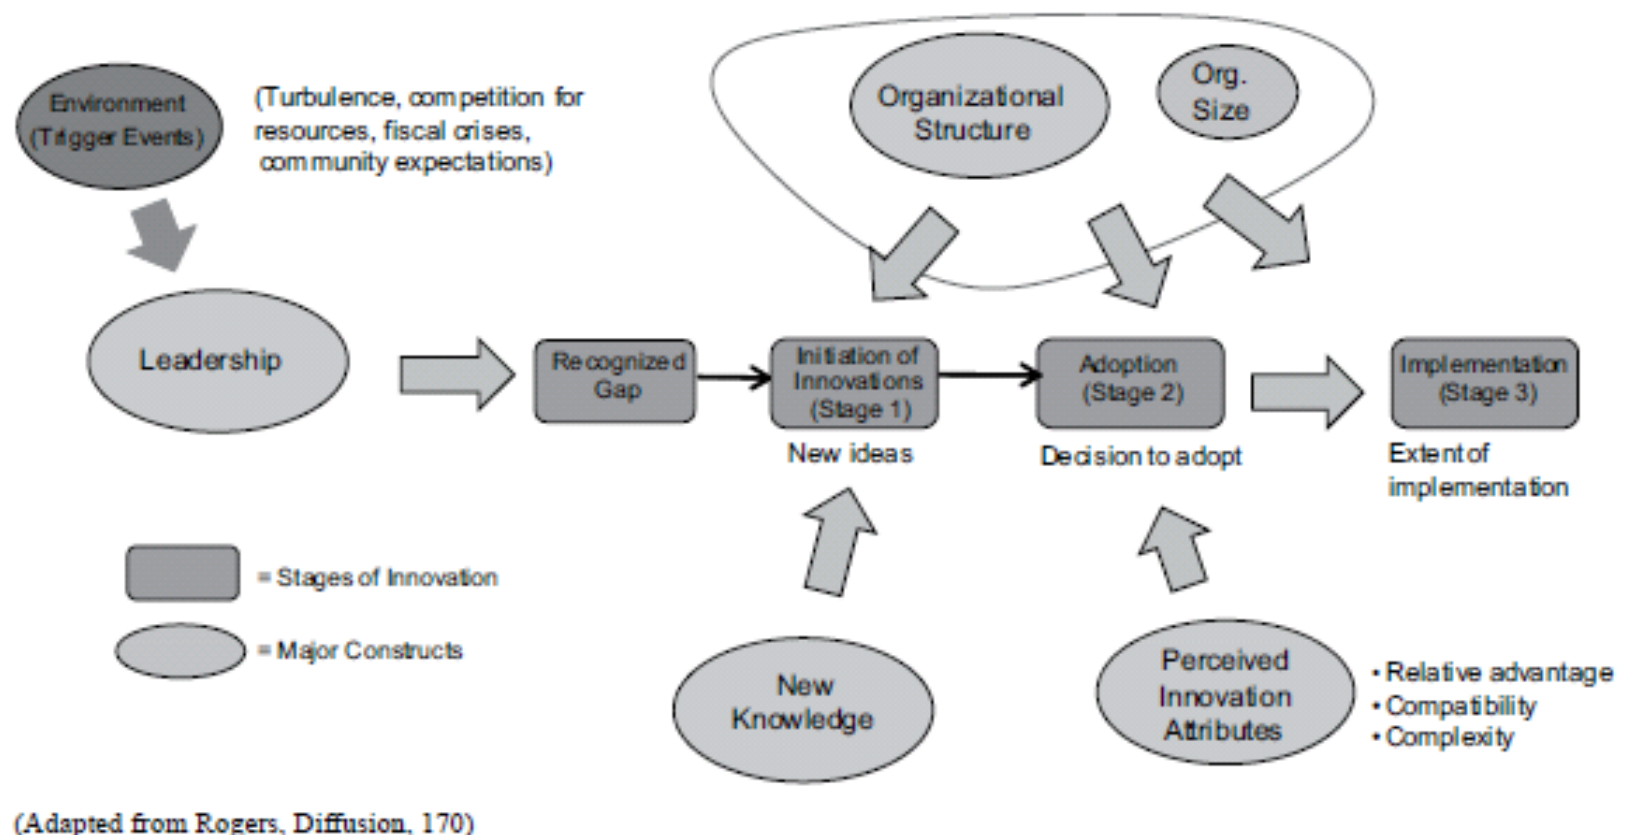 Environment
(Trigger Events)
(Turbulence, competition for
resources, fiscal crises,
community expectations)
Organizational
Structure
Org.
Size
Leadership
Recognized
Gap
Initiation of
Innovations
(Stage 1)
Adoption
(Stage 2)
Implementation
(Stage 3)
New ideas
Decision to adopt
Extent of
implementation
= Stages of Innovation
= Major Constructs
New
Knowledge
Perceived
Innovation
Attributes
• Relative advantage
• Compatibility
• Complexity
(Adapted from Rogers, Diffusion, 170)